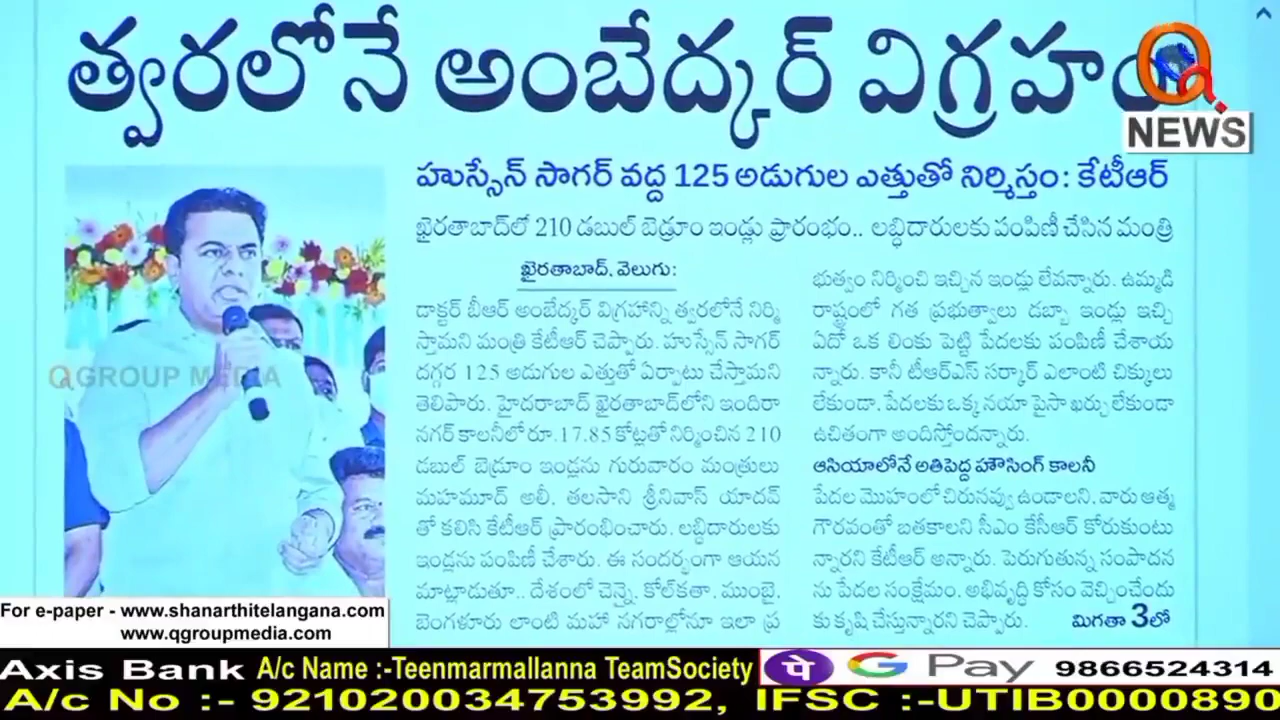 త్వరలోనే అంబేద్కర్ విగ్రహం
Q
NEWS
హుస్సేన్ సాగర్ వద్ద 125 అడుగుల ఎత్తుతో నిర్మిస్తం: కేటీఆర్
ఖైరతాబాద్‌లో 210 డబుల్ బెడ్రూం ఇండ్లు ప్రారంభం.. లబ్ధిదారులకు పంపిణీ చేసిన మంత్రి
ఖైరతాబాద్, వెలుగు:
డాక్టర్ బీఆర్ అంబేద్కర్ విగ్రహాన్ని త్వరలోనే నిర్మి
స్తామని మంత్రి కేటీఆర్ చెప్పారు. హుస్సేన్ సాగర్
దగ్గర 125 అడుగుల ఎత్తుతో ఏర్పాటు చేస్తామని
తెలిపారు. హైదరాబాద్ ఖైరతాబాద్‌లోని ఇందిరా
నగర్ కాలనీలో రూ.17.85 కోట్లతో నిర్మించిన 210
డబుల్ బెడ్రూం ఇండ్లను గురువారం మంత్రులు
మహమూద్ అలీ, తలసాని శ్రీనివాస్ యాదవ్
తో కలిసి కేటీఆర్ ప్రారంభించారు. లబ్ధిదారులకు
ఇండ్లను పంపిణీ చేశారు. ఈ సందర్భంగా ఆయన
మాట్లాడుతూ.. దేశంలో చెన్నై, కోల్‌కతా, ముంబై,
బెంగళూరు లాంటి మహా నగరాల్లోనూ ఇలా ప్ర
భుత్వం నిర్మించి ఇచ్చిన ఇండ్లు లేవన్నారు. ఉమ్మడి
రాష్ట్రంలో గత ప్రభుత్వాలు డబ్బా ఇండ్లు ఇచ్చి
ఏదో ఒక లింకు పెట్టి పేదలకు పంపిణీ చేశాయ
న్నారు. కానీ టీఆర్ఎస్ సర్కార్ ఎలాంటి చిక్కులు
లేకుండా, పేదలకు ఒక్క నయా పైసా ఖర్చు లేకుండా
ఉచితంగా అందిస్తోందన్నారు.
ఆసియాలోనే అతిపెద్ద హౌసింగ్ కాలనీ
పేదల మొహంలో చిరునవ్వు ఉండాలని, వారు ఆత్మ
గౌరవంతో బతకాలని సీఎం కేసీఆర్ కోరుకుంటు
న్నారని కేటీఆర్ అన్నారు. పెరుగుతున్న సంపాదన
ను పేదల సంక్షేమం, అభివృద్ధి కోసం వెచ్చించేందు
కు కృషి చేస్తున్నారని చెప్పారు. మిగతా 3లో
QGROUP MEDIA
For e-paper - www.shanarthitelangana.com
www.qgroupmedia.com
Axis Bank A/c Name :-Teenmarmallanna TeamSociety
पे G Pay 9866524314
A/c No :- 921020034753992, IFSC :-UTIB0000890